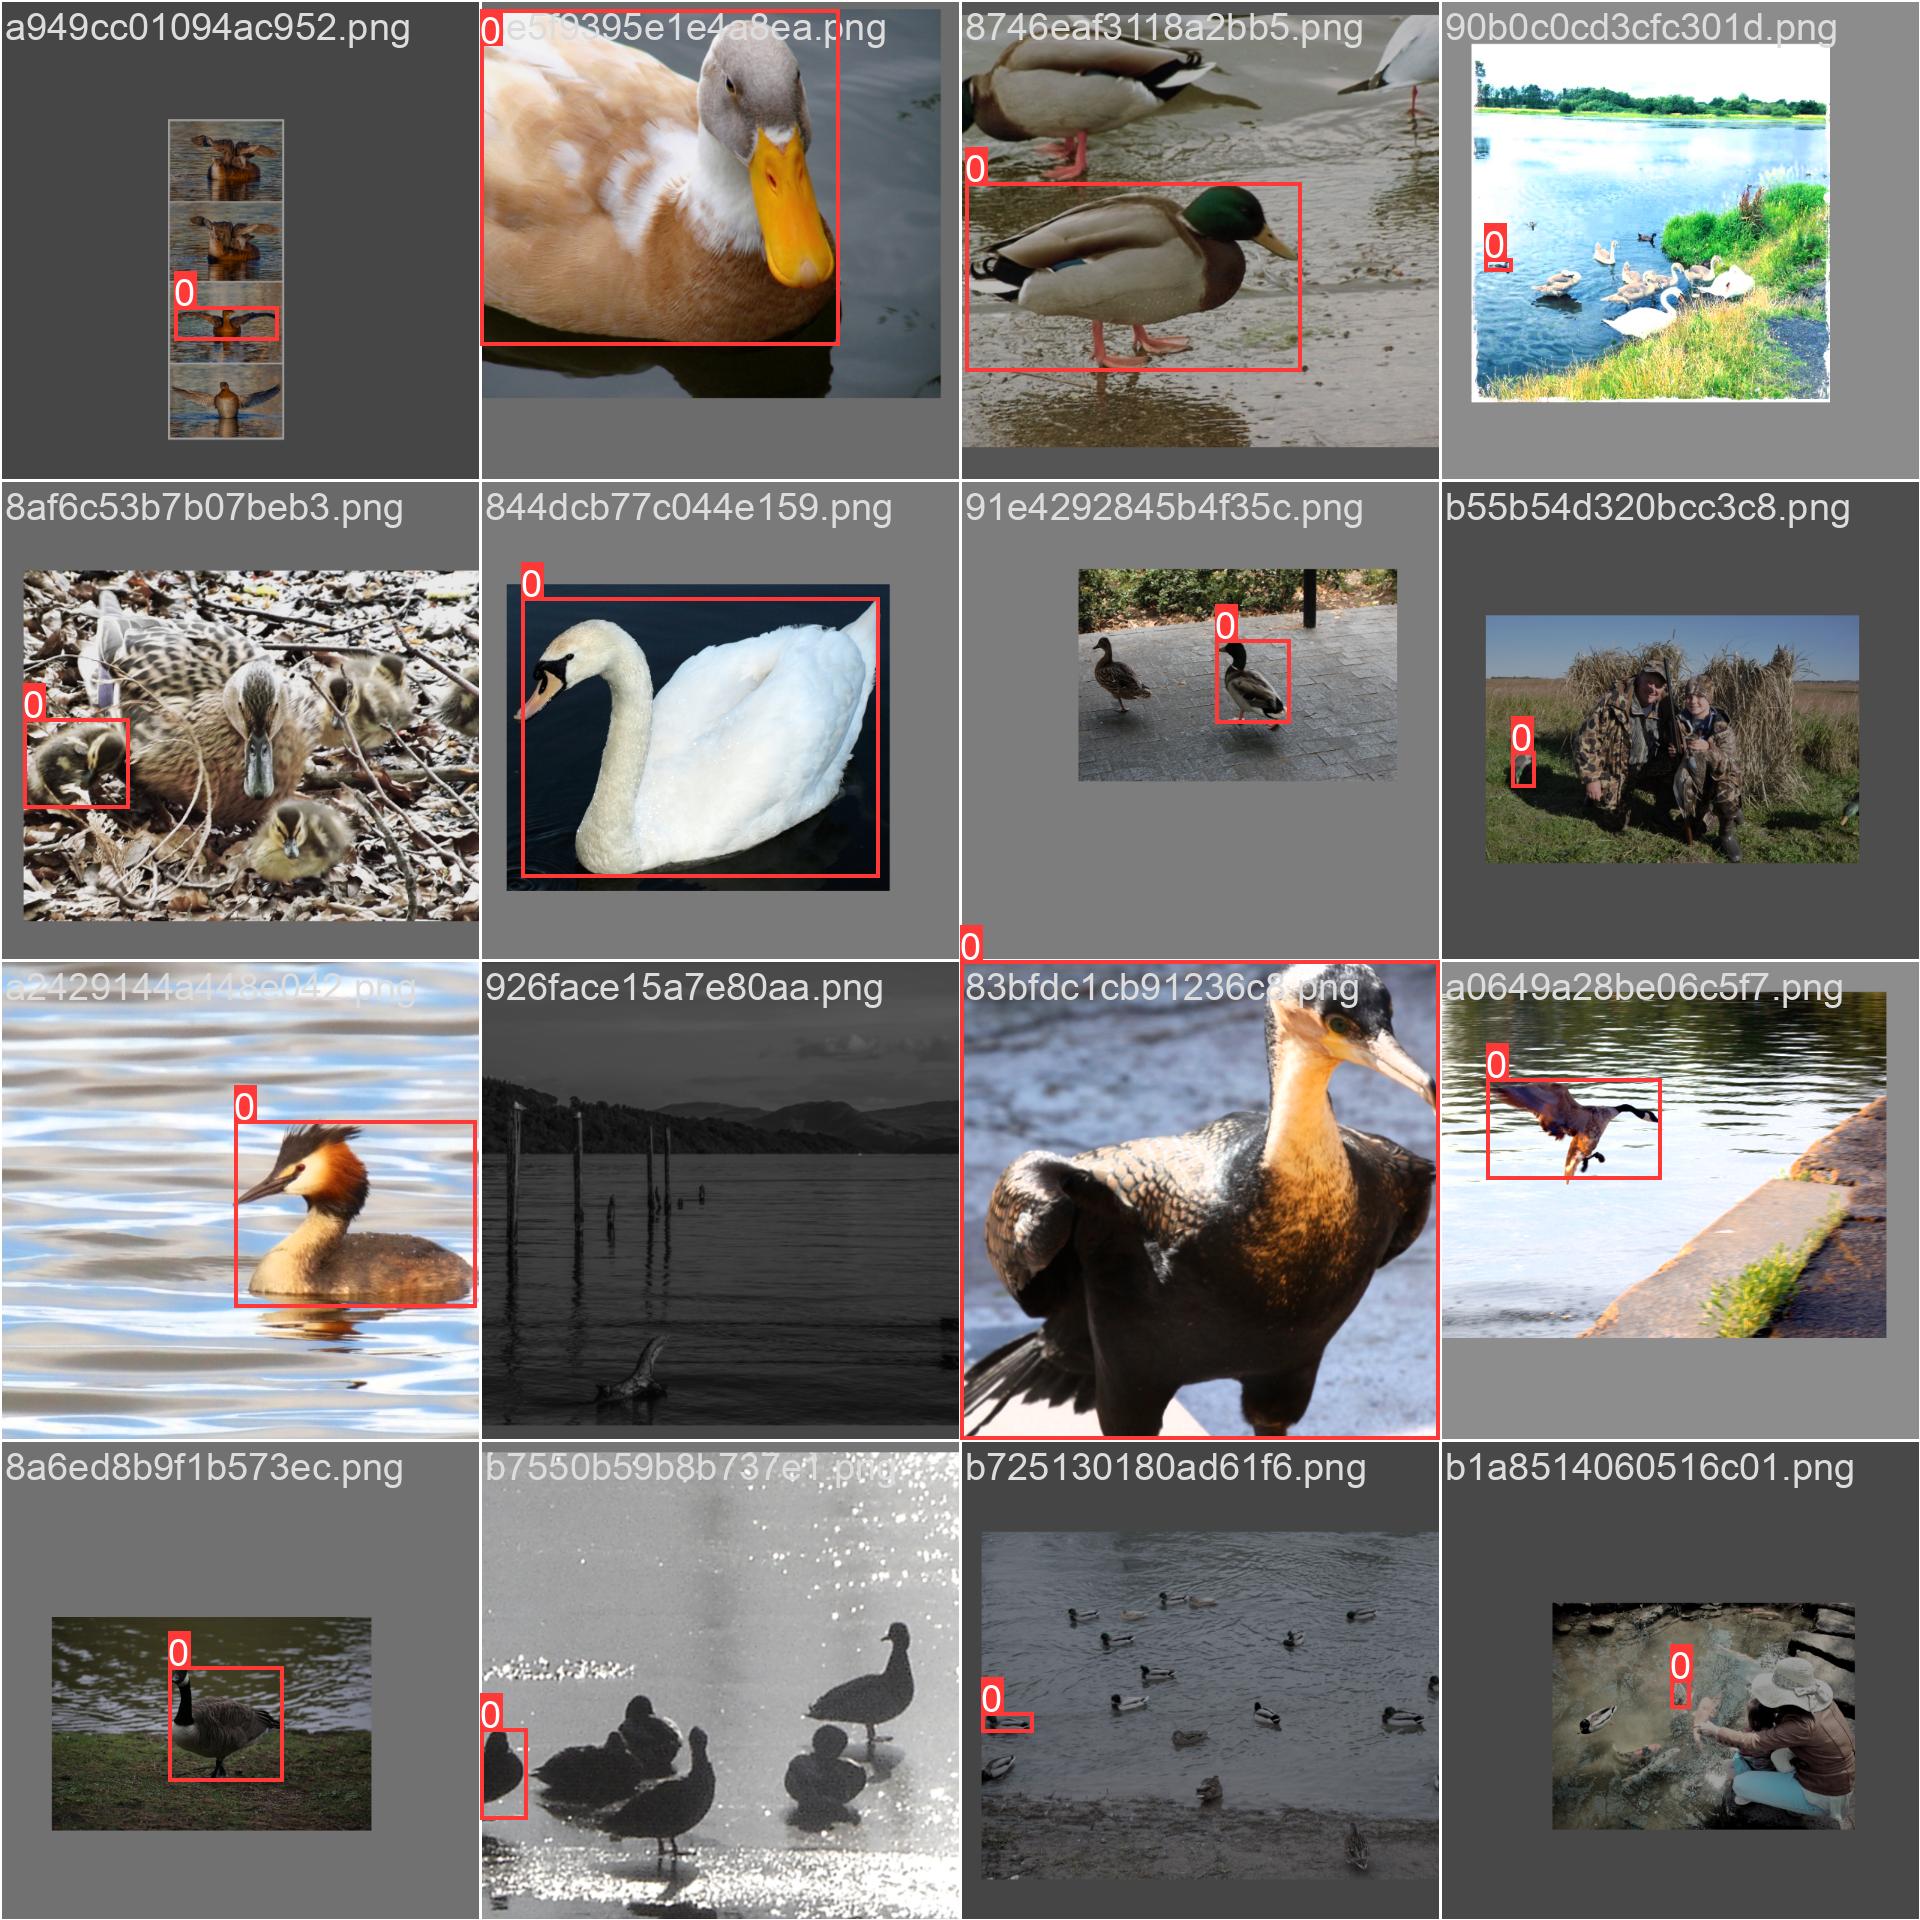 a949cc01094ac952.png
0
0
e5f9395e1e4a8ea.png
8746eaf3118a2bb5.png
0
90b0c0cd3cfc301d.png
0
8af6c53b7b07beb3.png
0
844dcb77c044e159.png
0
91e4292845b4f35c.png
0
b55b54d320bcc3c8.png
0
a2429144a448e042.png
0
926face15a7e80aa.png
0
83bfdc1cb91236c8.png
a0649a28be06c5f7.png
0
8a6ed8b9f1b573ec.png
0
b7550b59b8b737e1.png
0
b725130180ad61f6.png
0
b1a8514060516c01.png
0